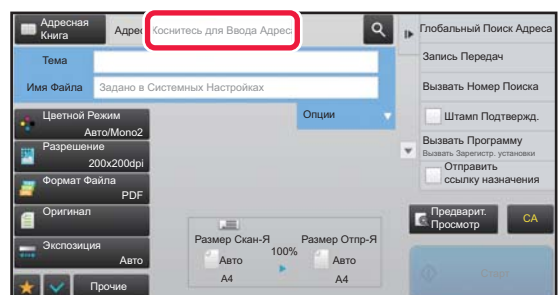 Адресная
Книга
Адрес
Коснитесь для Ввода Адреса
Тема
Имя Файла
Задано в Системных Настройках
Опции
Цветной Режим
Авто/Mono2
Разрешение
200x200dpi
Формат Файла
PDF
Оригинал
Экспозиция
Авто
Прочие
Размер Скан-Я
Авто
A4
100%
Размер Отпр-Я
Авто
A4
Глобальный Поиск Адреса
Запись Передач
Вызвать Номер Поиска
Штамп Подтвержд.
Вызвать Программу
Вызвать Зарегистр. установки
Отправить
ссылку назначения
Предварит.
Просмотр
CA
Старт